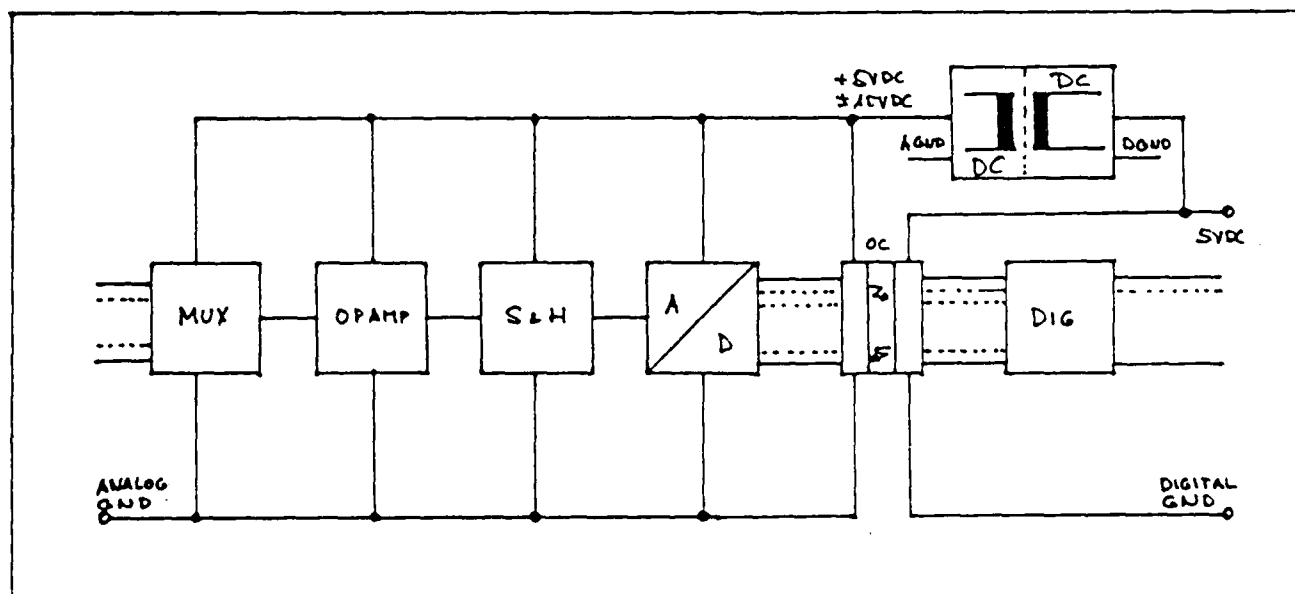 +5VDC
±15VDC
DC
AGND
DGND
DC
5VDC
OC
MUX
OPAMP
S&H
A
D
DIG
ANALOG
GND
DIGITAL
GND